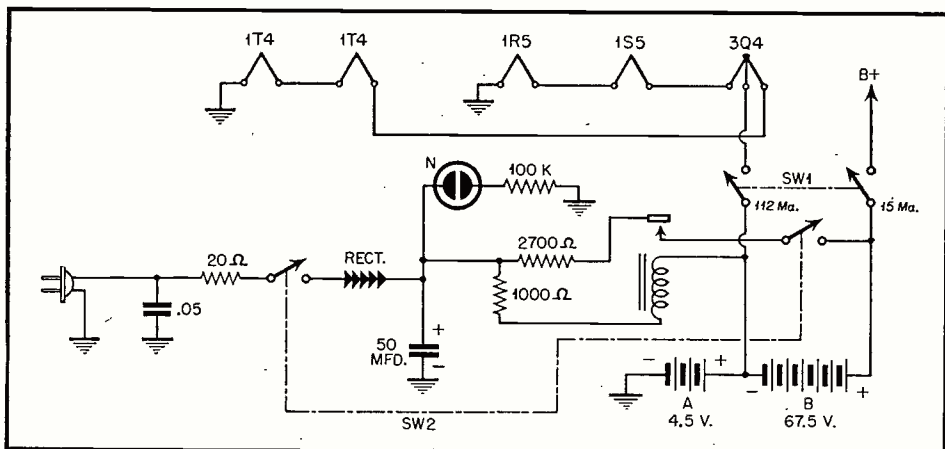 1T4 1T4 1R5 1S5 3Q4
B+
N 100 K
SW1
112 Ma. 15 Ma.
2700 Ω
20 Ω RECT.
1000 Ω
.05
+
50 MFD.
-
- + - +
A B
4.5 V. 67.5 V.
SW2